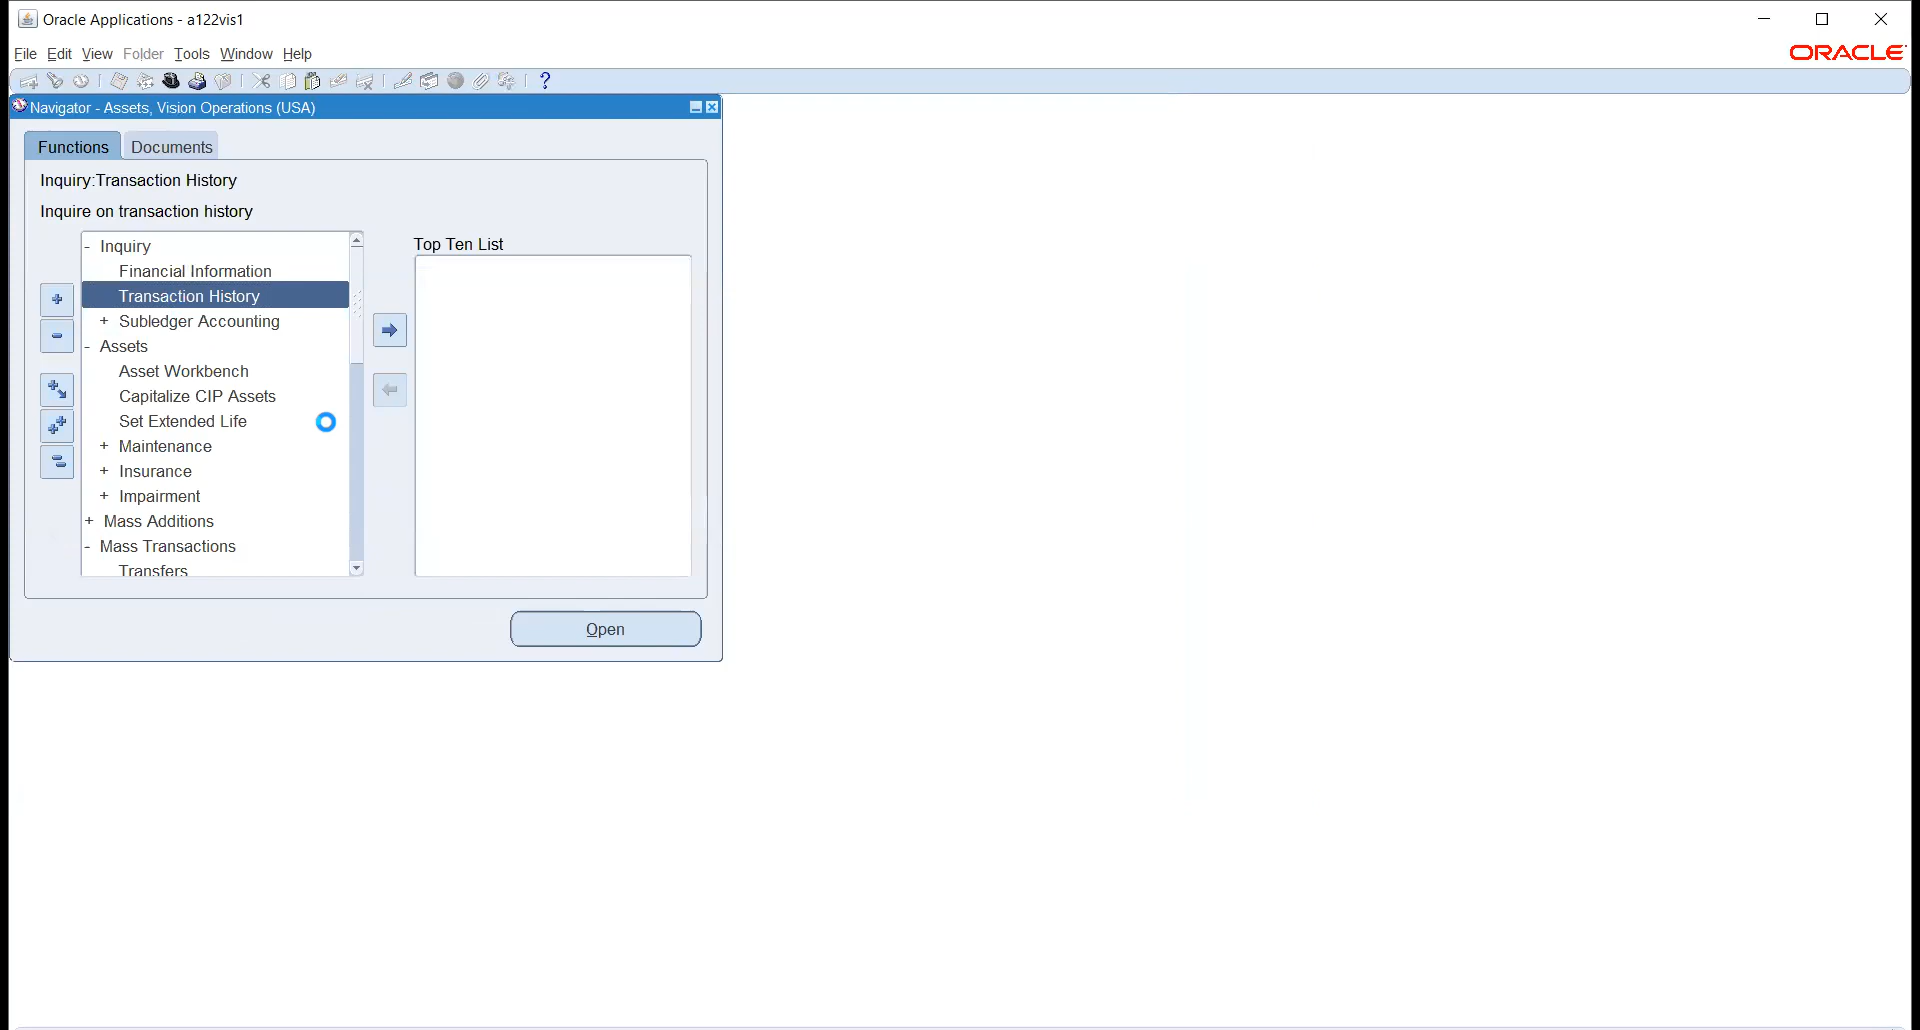 Oracle Applications - a122vis1
File Edit View Folder Tools Window Help
ORACLE
?
Navigator - Assets, Vision Operations (USA)
Functions Documents
Inquiry:Transaction History
Inquire on transaction history
Top Ten List
- Inquiry
Financial Information
Transaction History
+ Subledger Accounting
- Assets
Asset Workbench
Capitalize CIP Assets
Set Extended Life
+ Maintenance
+ Insurance
+ Impairment
+ Mass Additions
- Mass Transactions
Transfers
Open